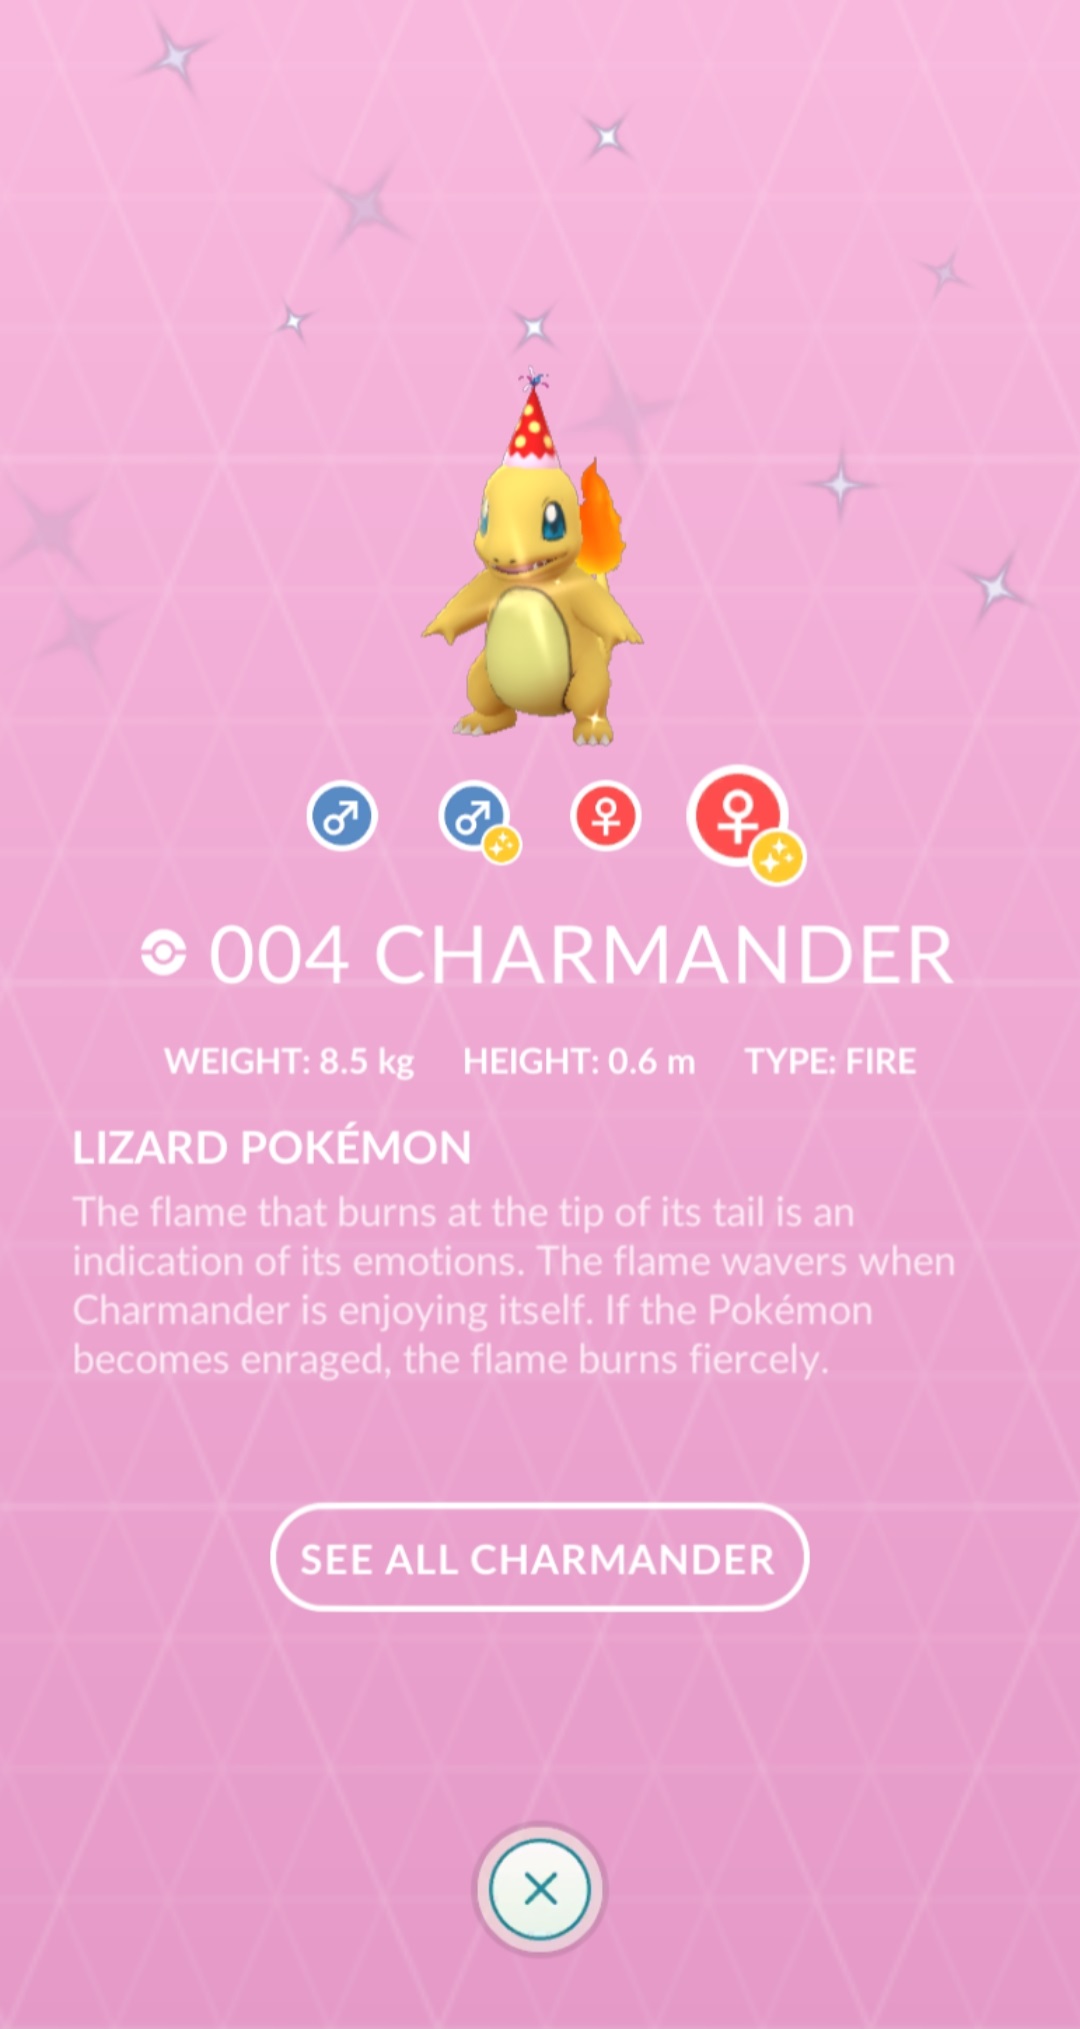 004 CHARMANDER
WEIGHT: 8.5 kg HEIGHT: 0.6 m TYPE: FIRE
LIZARD POKÉMON
The flame that burns at the tip of its tail is an
indication of its emotions. The flame wavers when
Charmander is enjoying itself. If the Pokémon
becomes enraged, the flame burns fiercely.
SEE ALL CHARMANDER